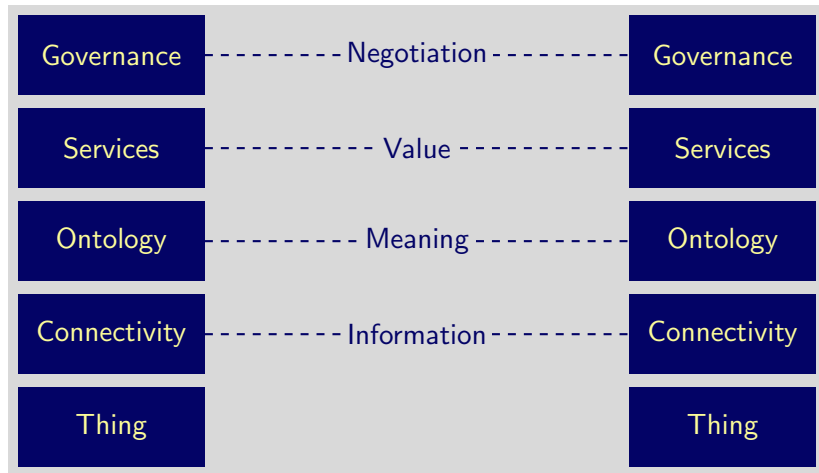 Governance Negotiation Governance
Services Value Services
Ontology Meaning Ontology
Connectivity Information Connectivity
Thing Thing